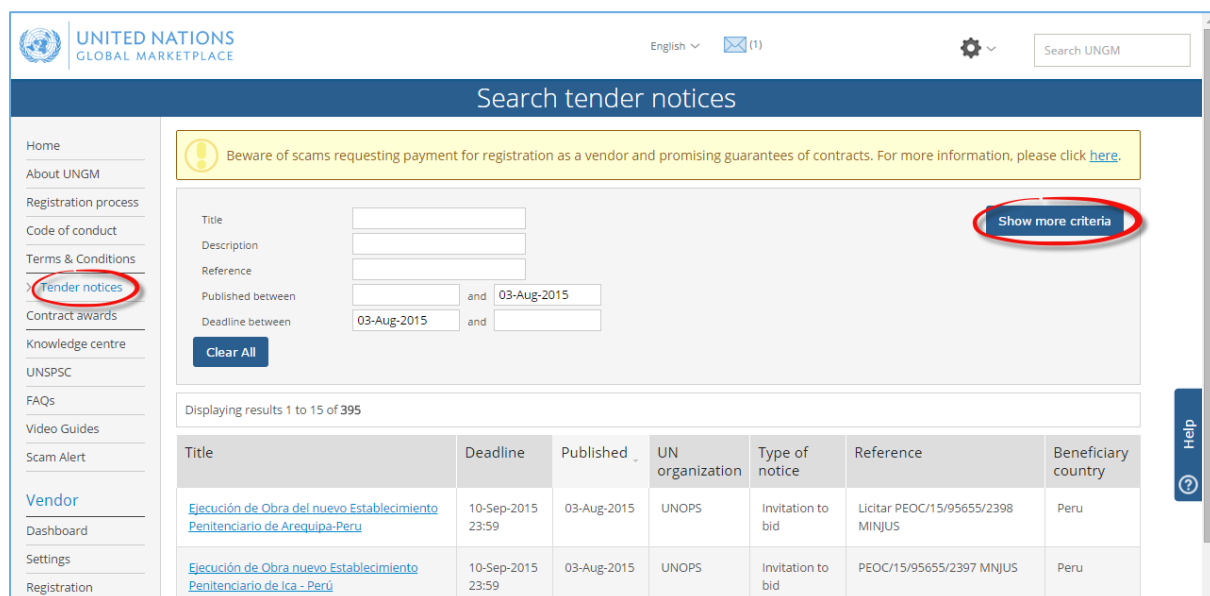 UNITED NATIONS
GLOBAL MARKETPLACE
English
(1)
Search UNGM
Search tender notices
Home
About UNGM
Registration process
Code of conduct
Terms & Conditions
Tender notices
Contract awards
Knowledge centre
UNSPSC
FAQs
Video Guides
Scam Alert
Vendor
Dashboard
Settings
Registration
Beware of scams requesting payment for registration as a vendor and promising guarantees of contracts. For more information, please click here.
Show more criteria
Title
Description
Reference
Published between and 03-Aug-2015
Deadline between 03-Aug-2015 and
Clear All
Displaying results 1 to 15 of 395
Title Deadline Published UN organization Type of notice Reference Beneficiary country
Ejecución de Obra del nuevo Establecimiento 10-Sep-2015 03-Aug-2015 UNOPS Invitation to Licitar PEOC/15/95655/2398 Peru
Penitenciario de Arequipa-Peru 23:59 bid MINJUS
Ejecución de Obra nuevo Establecimiento 10-Sep-2015 03-Aug-2015 UNOPS Invitation to PEOC/15/95655/2397 MNJUS Peru
Penitenciario de Ica - Perú 23:59 bid
Help